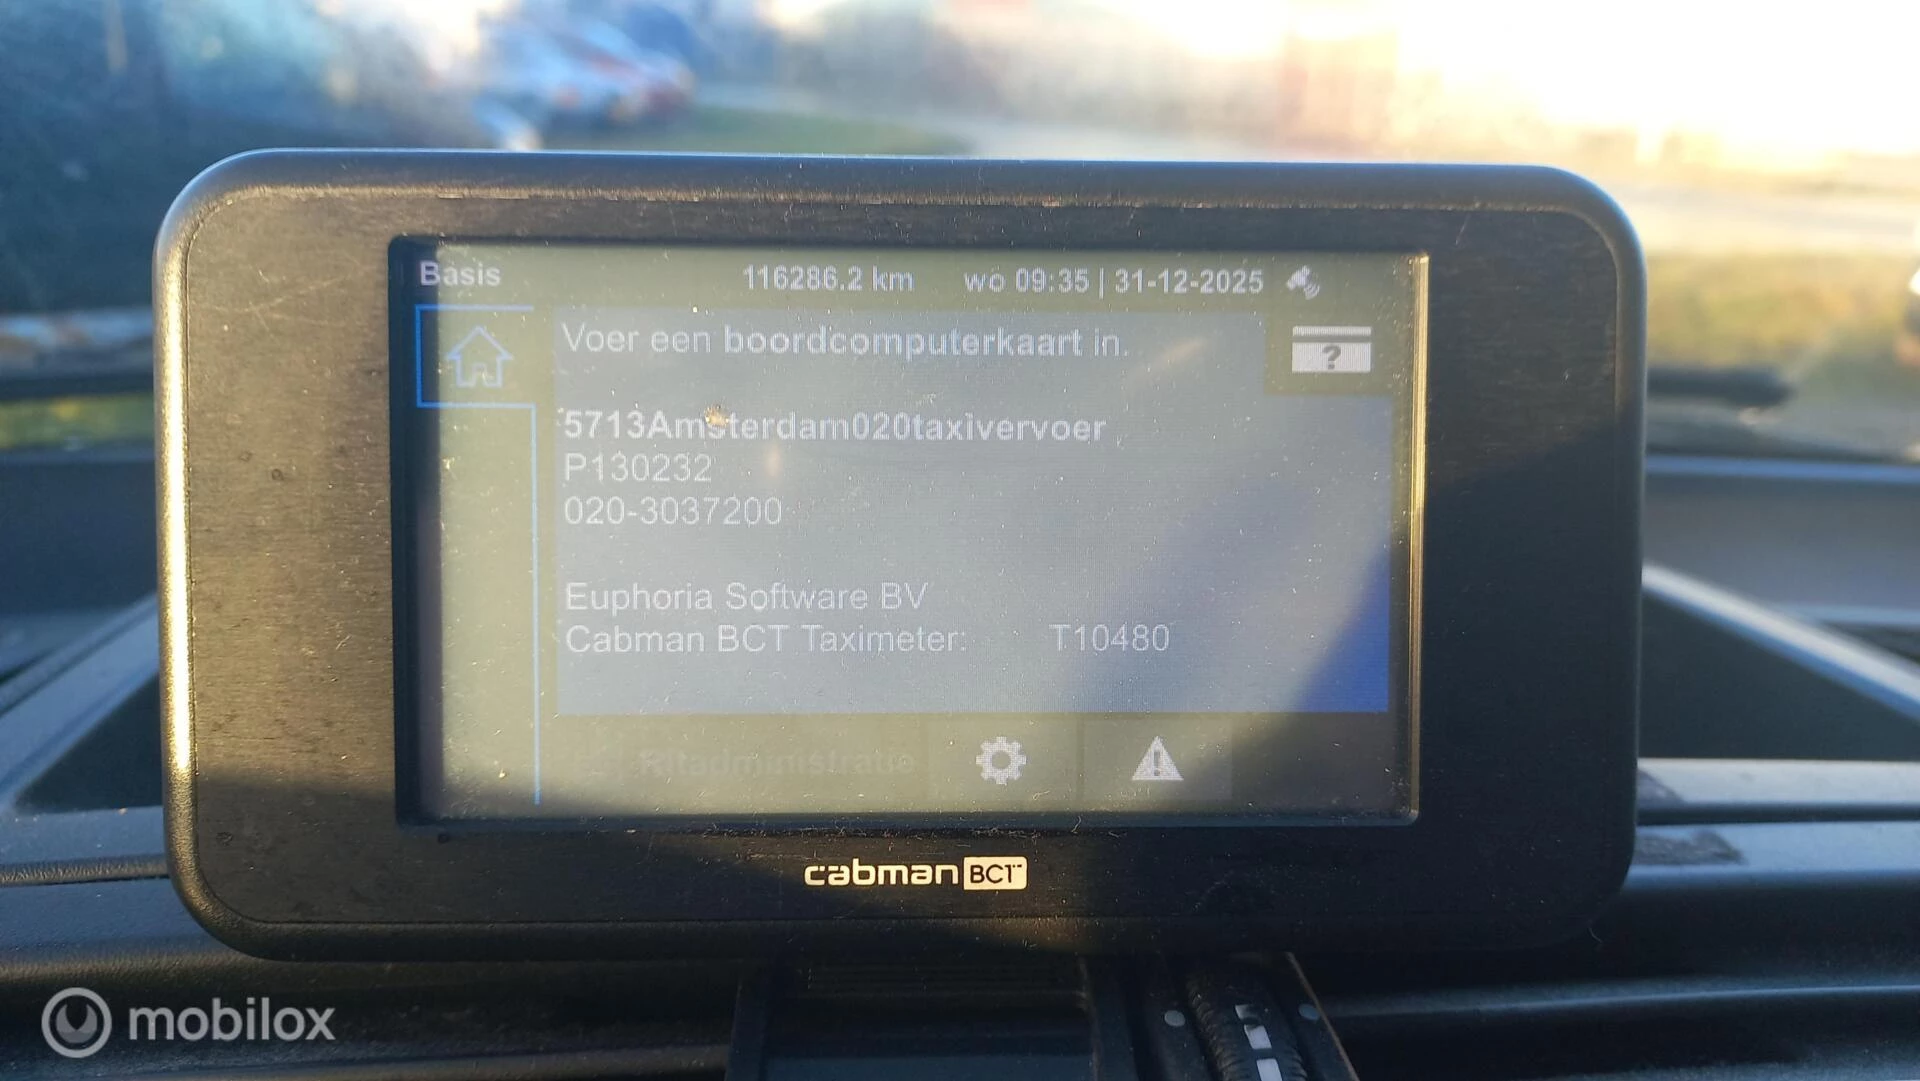 Basis 116286.2 km wo 09:35 | 31-12-2025
Voer een boordcomputerkaart in.
?
5713Amsterdam020taxivervoer
P130232
020-3037200
Euphoria Software BV
Cabman BCT Taximeter: T10480
Ritadministratie
cabman BCT
mobilox